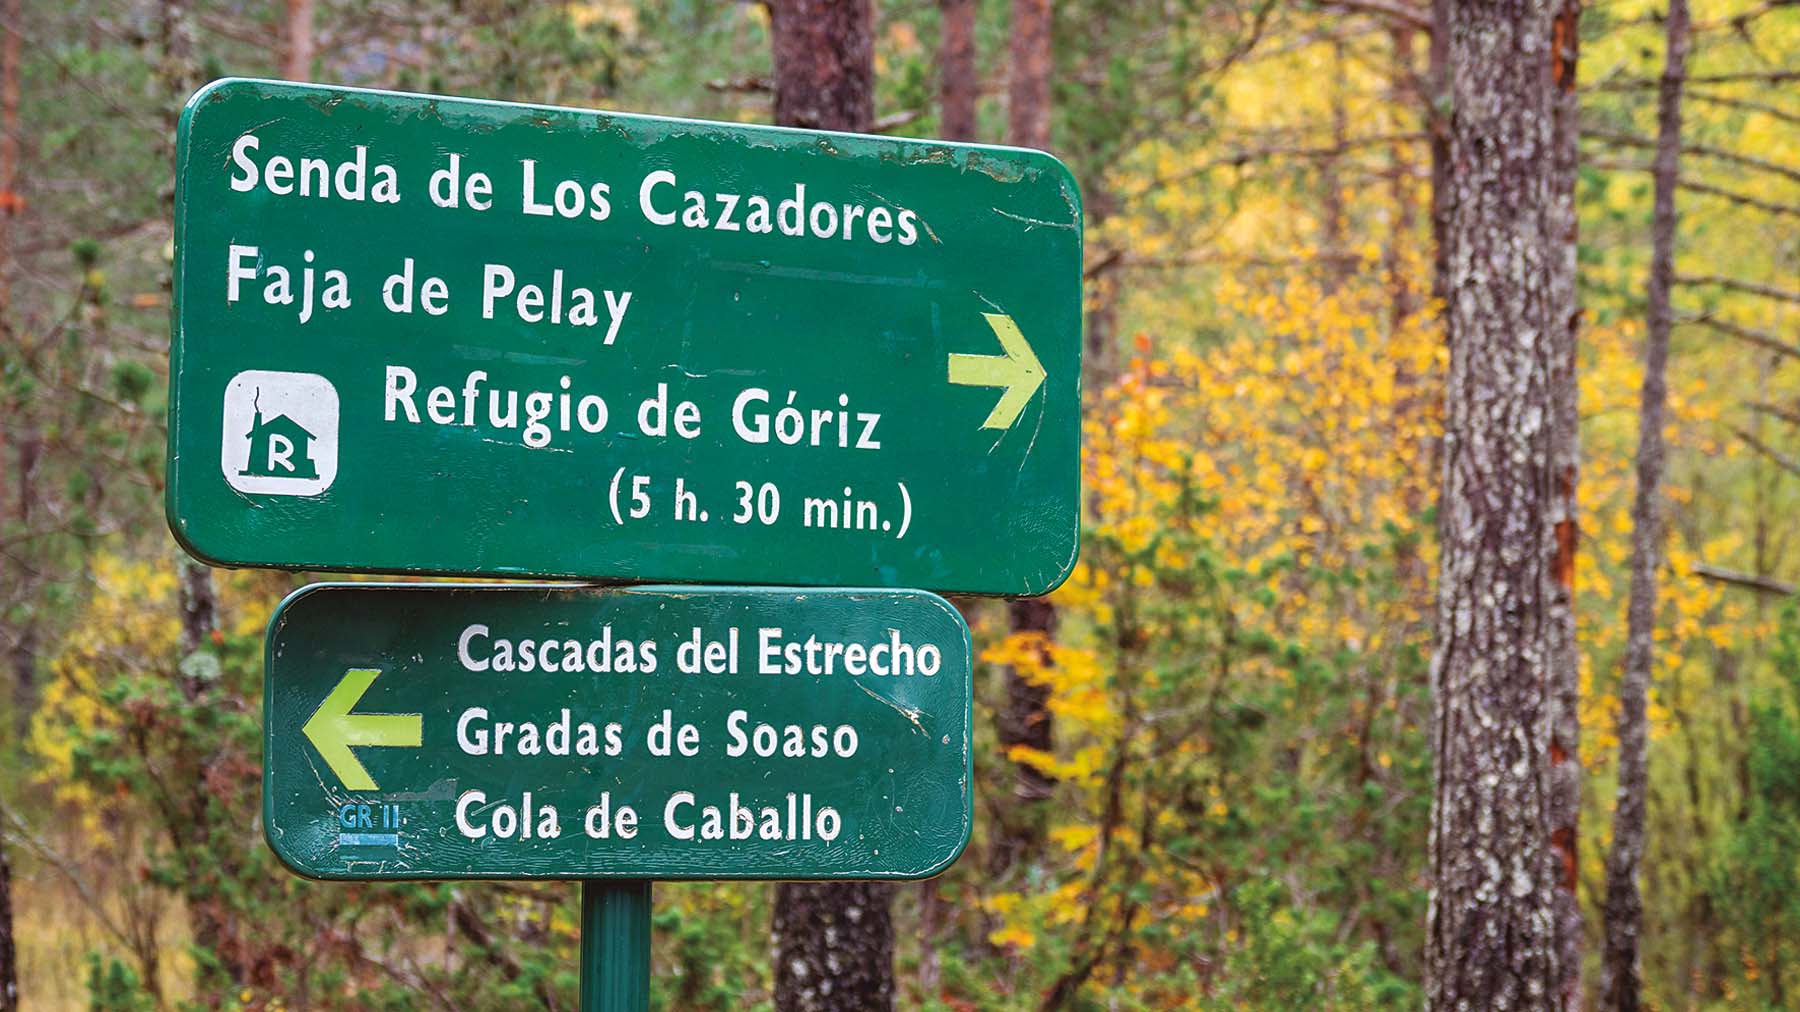 Senda de Los Cazadores
Faja de Pelay
R
Refugio de Góriz
(5 h. 30 min.)
Cascadas del Estrecho
Gradas de Soaso
GR 11
Cola de Caballo